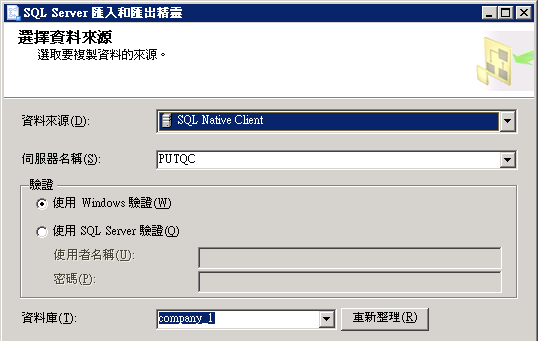 SQL Server 匯入和匯出精靈
選擇資料來源
選取要複製資料的來源。
資料來源(D): SQL Native Client
伺服器名稱(S): PUTQC
驗證
使用 Windows 驗證(W)
使用 SQL Server 驗證(Q)
使用者名稱(U):
密碼(P):
資料庫(T): company_1 重新整理(R)